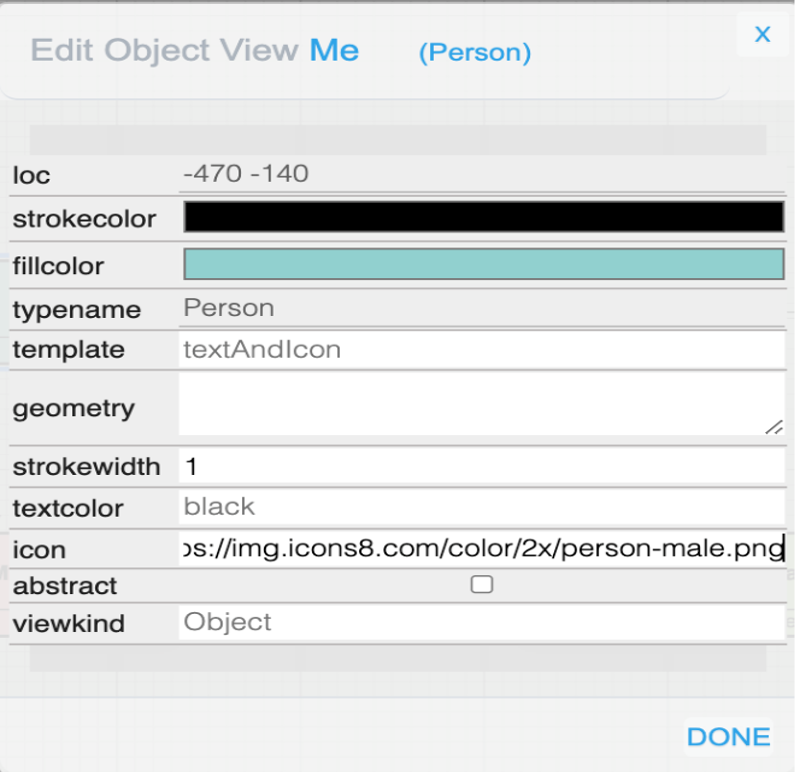 Edit Object View Me (Person) X
loc -470 -140
strokecolor
fillcolor
typename Person
template textAndIcon
geometry
strokewidth 1
textcolor black
icon os://img.icons8.com/color/2x/person-male.png
abstract
viewkind Object
DONE